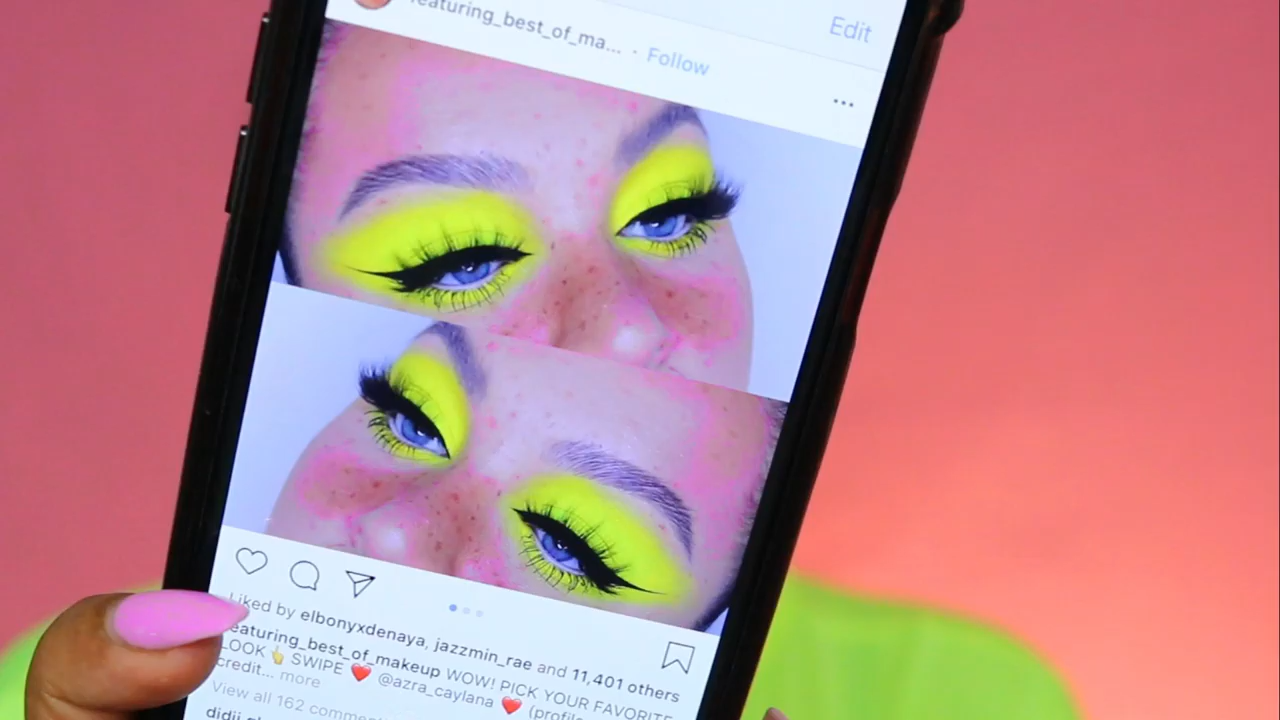 Edit
featuring_best_of_ma... · Follow
Liked by elbonyxdenaya, jazzmin_rae and 11,401 others
featuring_best_of_makeup WOW! PICK YOUR FAVORITE
LOOK👆 SWIPE ❤️ @azra_caylana ❤️ (profile
credit... more
View all 162 comment